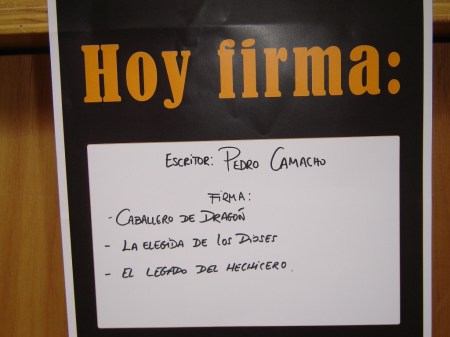 Hoy firma:
ESCRITOR: PEDRO CAMACHO
FIRMA:
- CABALLERO DE DRAGÓN
- LA ELEGIDA DE LOS DIOSES
- EL LEGADO DEL HECHICERO.